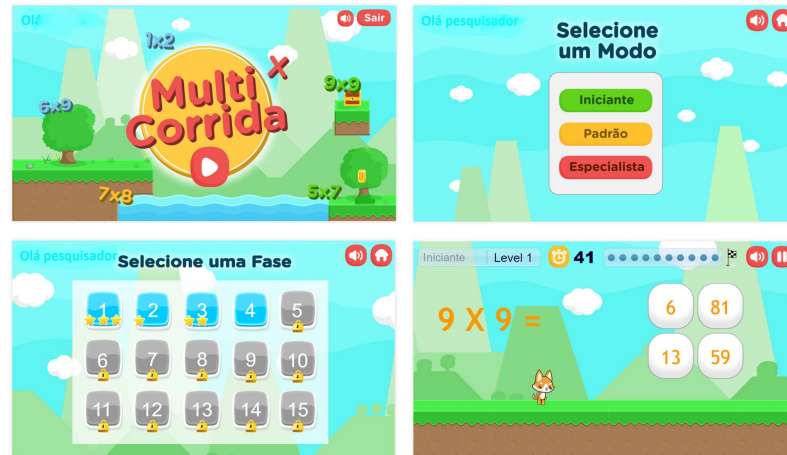 Olá
Sair
1x2
Multi X
Corrida
6x9
9x9
7x8
5x7
Olá pesquisador
Selecione
um Modo
Iniciante
Padrão
Especialista
Olá pesquisador
Selecione uma Fase
1 2 3 4 5
6 7 8 9 10
11 12 13 14 15
Iniciante Level 1 41
9 X 9 =
6 81
13 59